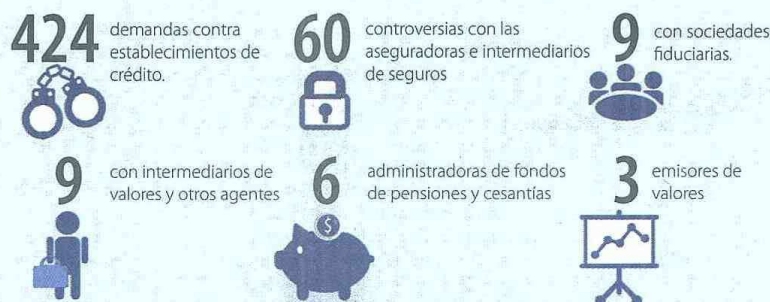 424 demandas contra
establecimientos de
crédito.
60 controversias con las
aseguradoras e intermediarios
de seguros
9 con sociedades
fiduciarias.
9 con intermediarios de
valores y otros agentes
6 administradoras de fondos
de pensiones y cesantías
3 emisores de
valores
$